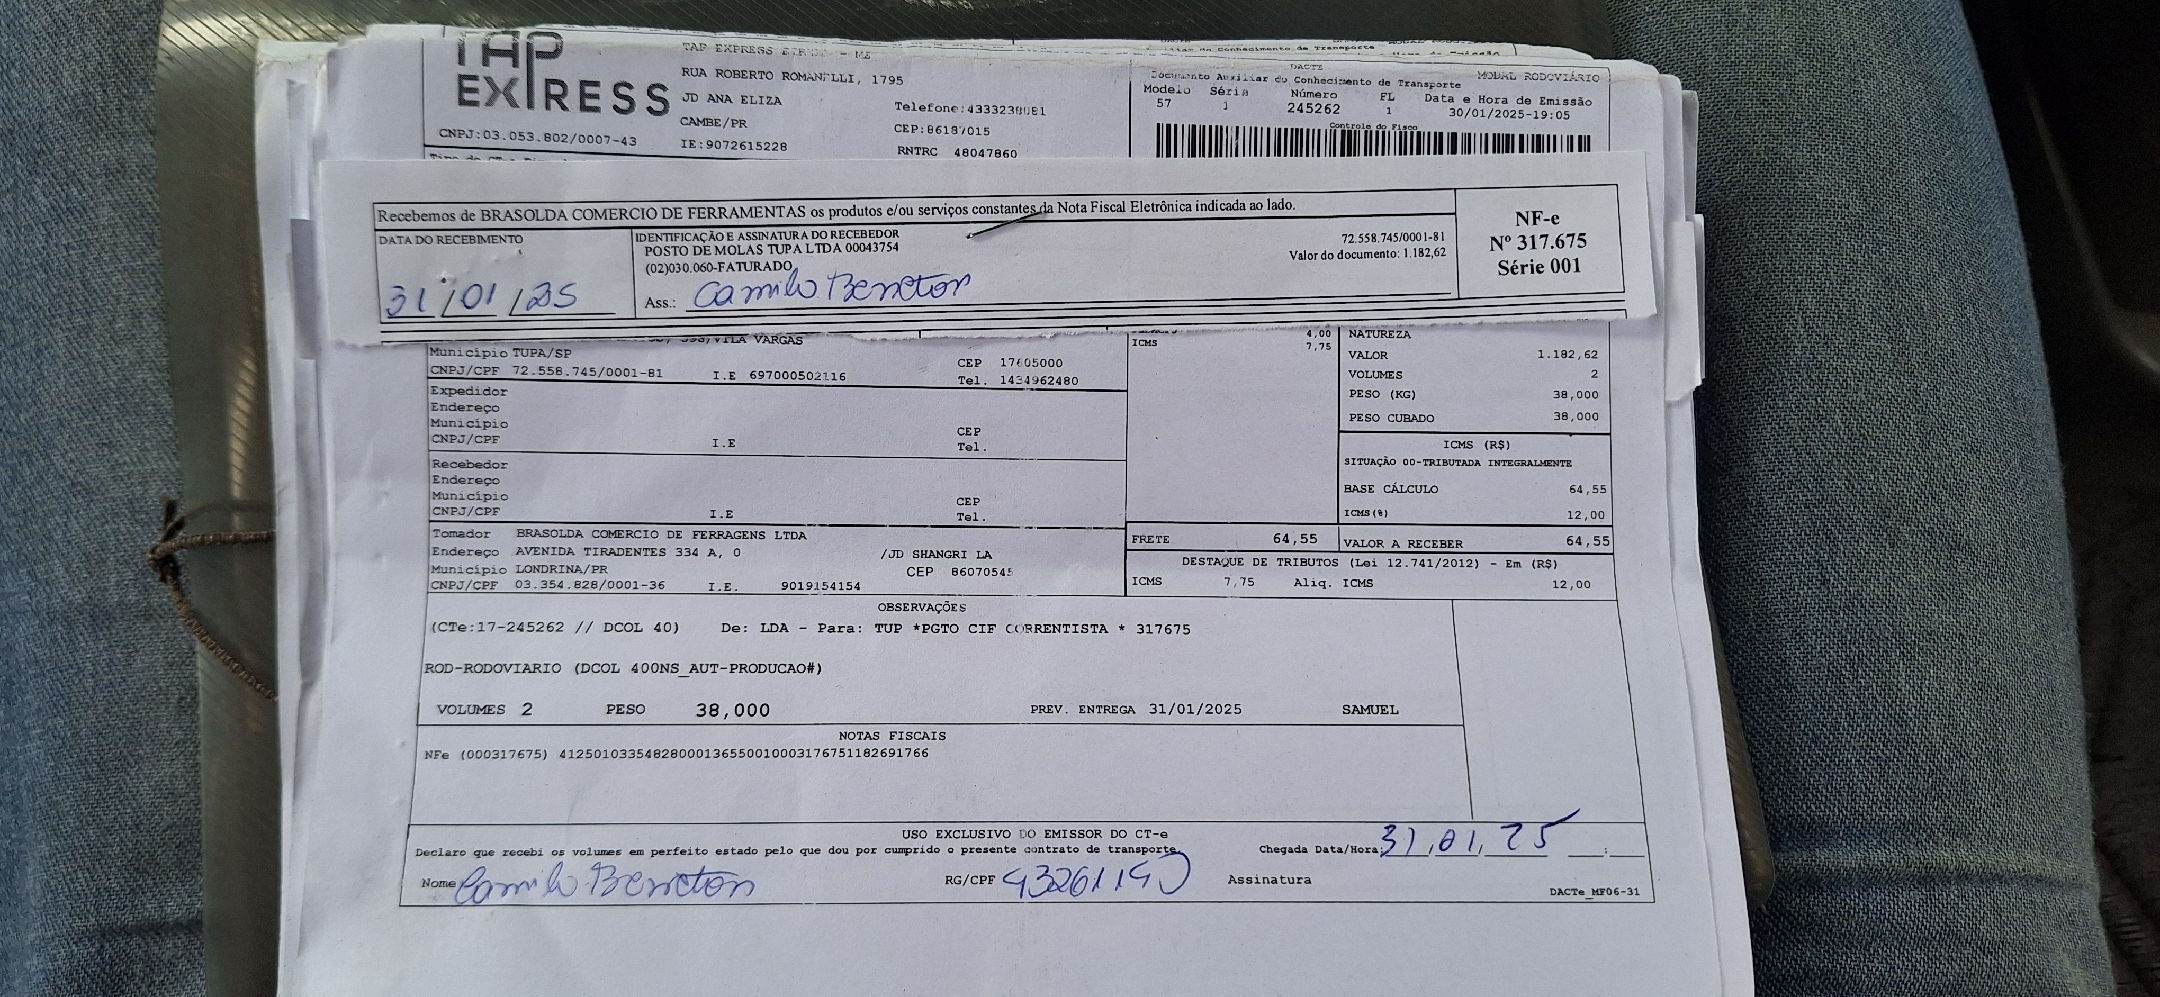 TAP
EXPRESS
CNPJ:03.053.802/0007-43
RUA ROBERTO ROMANELLI, 1795
JD ANA ELIZA
CAMBE/PR
IE:9072615228
CEP:86187015
RNTRC 48047860
DACTE
Documento Auxiliar do Conhecimento de Transporte
MODAL RODOVIÁRIO
Modelo Séria Número FL Data e Hora de Emissão
57 1 245262 1 30/01/2025-19:05
Controle do Fisco
Recebemos de BRASOLDA COMERCIO DE FERRAMENTAS os produtos e/ou serviços constantes da Nota Fiscal Eletrônica indicada ao lado.
DATA DO RECEBIMENTO
31/01/25
IDENTIFICAÇÃO E ASSINATURA DO RECEBEDOR
POSTO DE MOLAS TUPA LTDA 00043754
(02)030.060-FATURADO
Ass.: Camilo Beneton
72.558.745/0001-81
Valor do documento: 1.182,62
NF-e
Nº 317.675
Série 001
VILA VARGAS
Município TUPA/SP CEP 17605000
CNPJ/CPF 72.558.745/0001-81 I.E 697000502116 Tel. 1434962480
Expedidor
Endereço
Município CEP
CNPJ/CPF I.E Tel.
Recebedor
Endereço
Município CEP
CNPJ/CPF I.E Tel.
Tomador BRASOLDA COMERCIO DE FERRAGENS LTDA
Endereço AVENIDA TIRADENTES 334 A, 0 /JD SHANGRI LA
Município LONDRINA/PR CEP 86070545
CNPJ/CPF 03.354.828/0001-36 I.E. 9019154154
4,00
ICMS 7,75
NATUREZA
VALOR 1.182,62
VOLUMES 2
PESO (KG) 38,000
PESO CUBADO 38,000
ICMS (R$)
SITUAÇÃO 00-TRIBUTADA INTEGRALMENTE
BASE CÁLCULO 64,55
ICMS(%) 12,00
FRETE 64,55 VALOR A RECEBER 64,55
DESTAQUE DE TRIBUTOS (Lei 12.741/2012) - Em (R$)
ICMS 7,75 Aliq. ICMS 12,00
OBSERVAÇÕES
(CTe:17-245262 // DCOL 40) De: LDA - Para: TUP *PGTO CIF CORRENTISTA * 317675
ROD-RODOVIARIO (DCOL 400NS_AUT-PRODUCAO#)
VOLUMES 2 PESO 38,000 PREV. ENTREGA 31/01/2025 SAMUEL
NOTAS FISCAIS
NFe (000317675) 41250103354828000136550010003176751182691766
USO EXCLUSIVO DO EMISSOR DO CT-e
Declaro que recebi os volumes em perfeito estado pelo que dou por cumprido o presente contrato de transporte. Chegada Data/Hora: 31,01,25
Nome Camilo Beneton RG/CPF Assinatura
DACTe_MF06-31